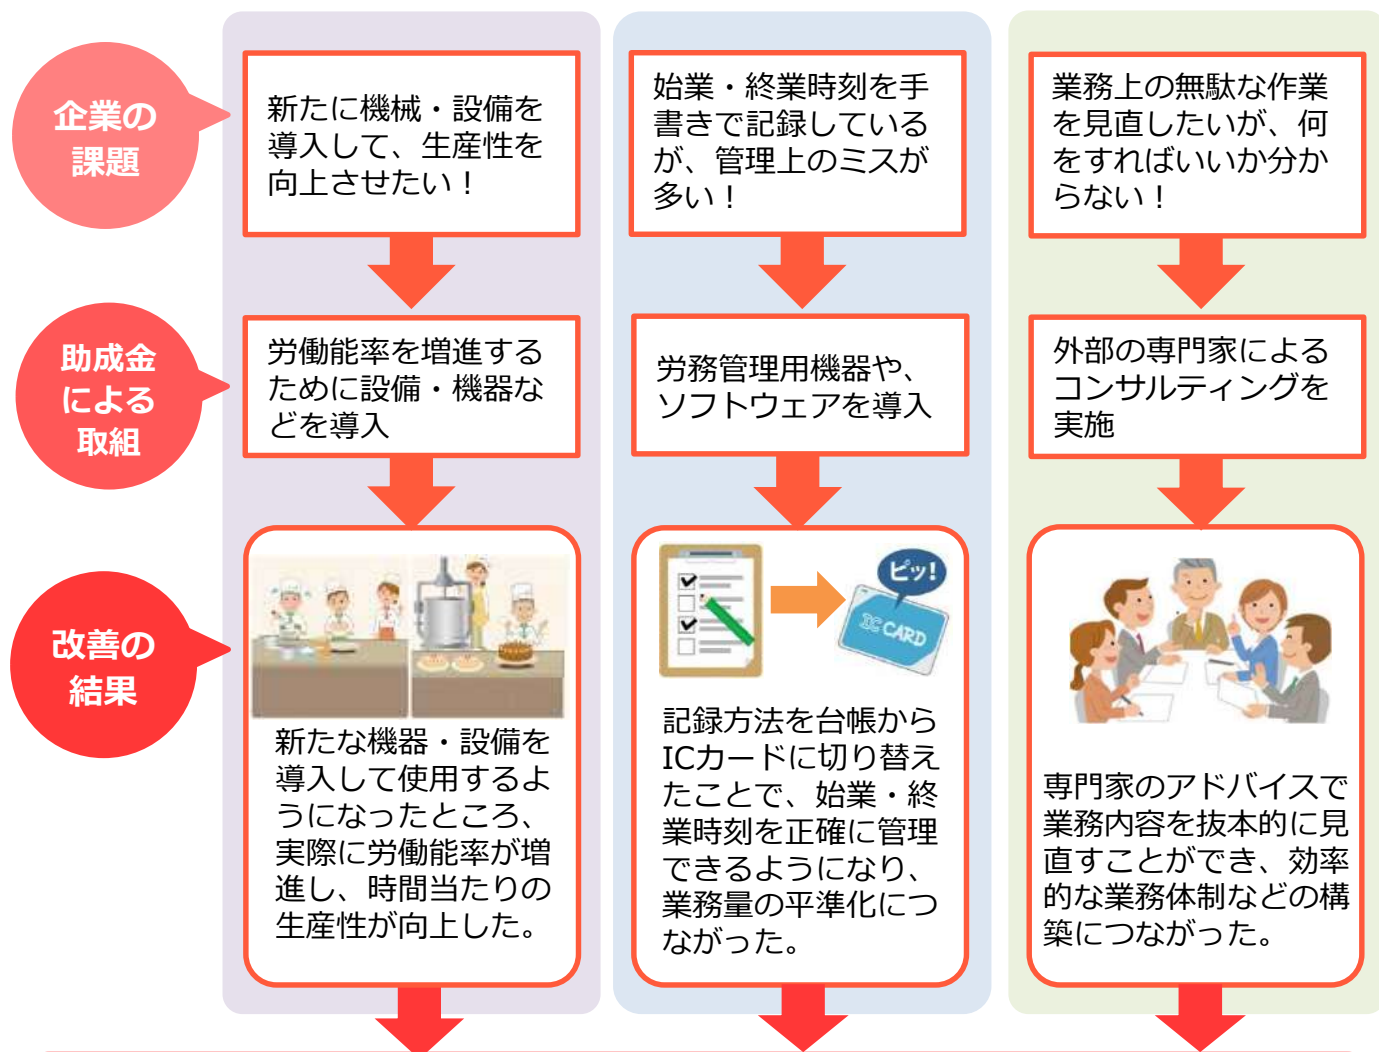 企業の
課題
新たに機械・設備を
導入して、生産性を
向上させたい！
始業・終業時刻を手
書きで記録している
が、管理上のミスが
多い！
業務上の無駄な作業
を見直したいが、何
をすればいいか分か
らない！
助成金
による
取組
労働能率を増進する
ために設備・機器な
どを導入
労務管理用機器や、
ソフトウェアを導入
外部の専門家による
コンサルティングを
実施
改善の
結果
新たな機器・設備を
導入して使用するよ
うになったところ、
実際に労働能率が増
進し、時間当たりの
生産性が向上した。
ピッ!
IC CARD
記録方法を台帳から
ICカードに切り替え
たことで、始業・終
業時刻を正確に管理
できるようになり、
業務量の平準化につ
ながった。
専門家のアドバイスで
業務内容を抜本的に見
直すことができ、効率
的な業務体制などの構
築につながった。